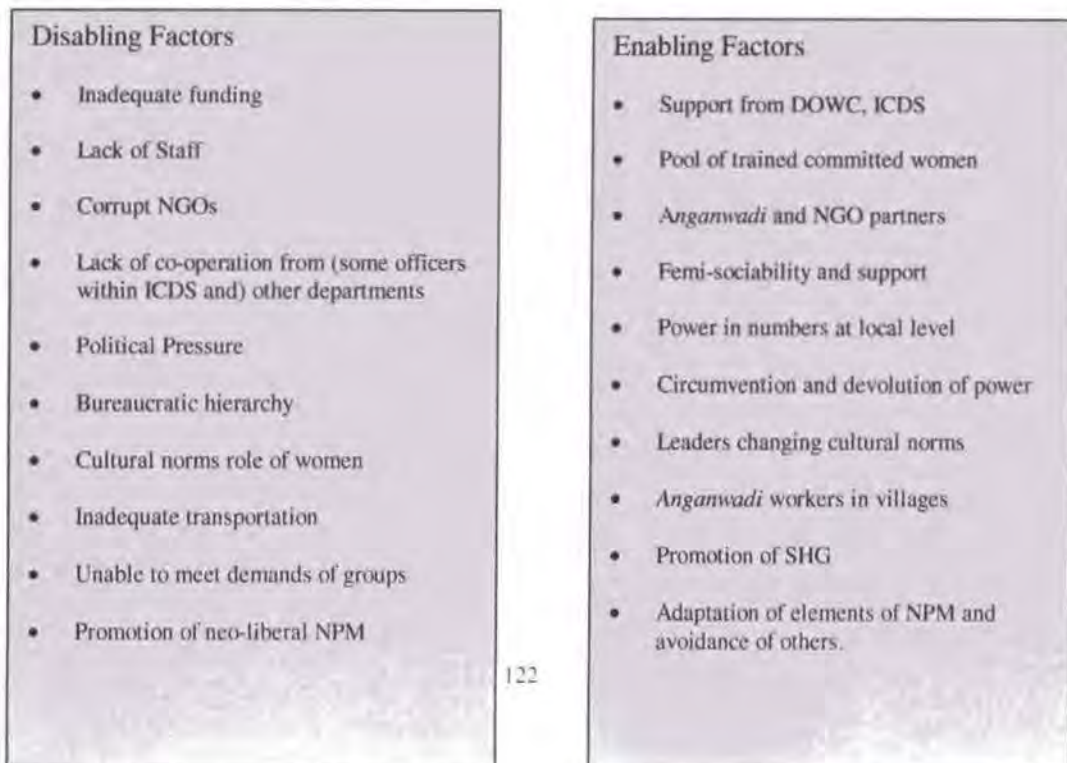 Disabling Factors
• Inadequate funding
• Lack of Staff
• Corrupt NGOs
• Lack of co-operation from (some officers
within ICDS and) other departments
• Political Pressure
• Bureaucratic hierarchy
• Cultural norms role of women
• Inadequate transportation
• Unable to meet demands of groups
• Promotion of neo-liberal NPM
122
Enabling Factors
• Support from DOWC, ICDS
• Pool of trained committed women
• Anganwadi and NGO partners
• Femi-sociability and support
• Power in numbers at local level
• Circumvention and devolution of power
• Leaders changing cultural norms
• Anganwadi workers in villages
• Promotion of SHG
• Adaptation of elements of NPM and
avoidance of others.